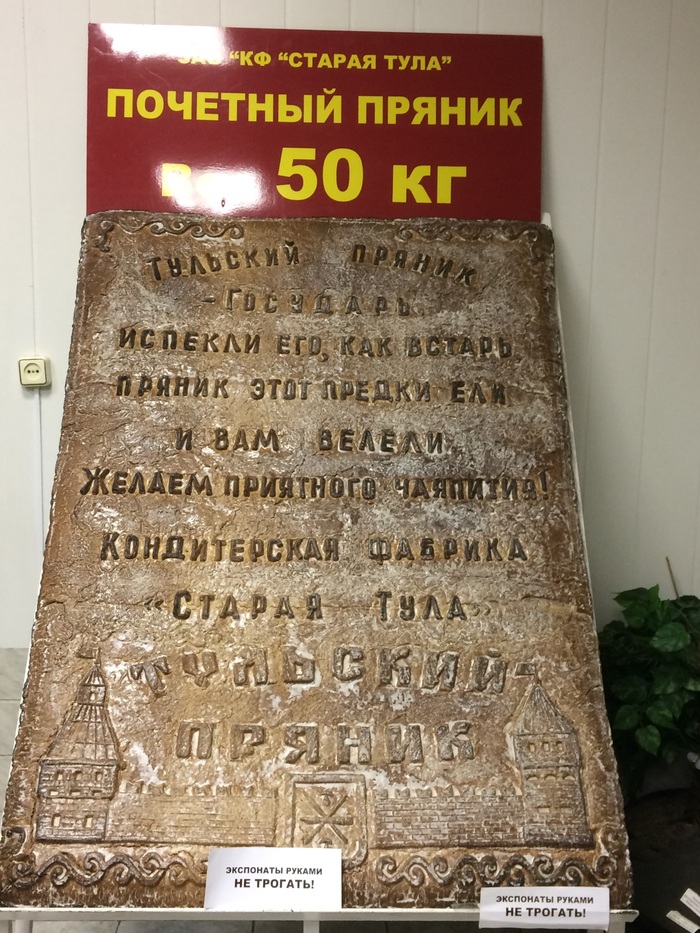 ЗАО "КФ "СТАРАЯ ТУЛА"
ПОЧЕТНЫЙ ПРЯНИК
50 кг
ТУЛЬСКИЙ ПРЯНИК
-ГОСУДАРЬ.
ИСПЕКЛИ ЕГО, КАК ВСТАРЬ.
ПРЯНИК ЭТОТ ПРЕДКИ ЕЛИ
И ВАМ ВЕЛЕЛИ.
ЖЕЛАЕМ ПРИЯТНОГО ЧАЯПИТИЯ!
КОНДИТЕРСКАЯ ФАБРИКА
«СТАРАЯ ТУЛА»
ТУЛЬСКИЙ
ПРЯНИК
ЭКСПОНАТЫ РУКАМИ
НЕ ТРОГАТЬ!
ЭКСПОНАТЫ РУКАМИ
НЕ ТРОГАТЬ!